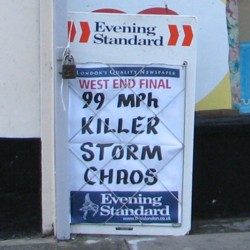 Evening
Standard
LONDON'S QUALITY NEWSPAPER
WEST END FINAL
99 MPH
KILLER
STORM
CHAOS
Evening
Standard